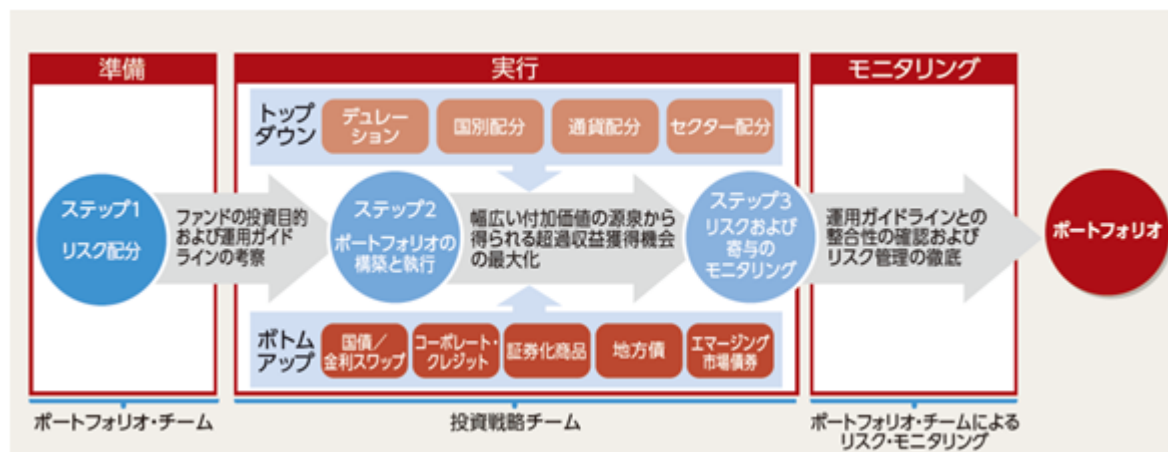 準備
実行
モニタリング
トップ
ダウン
デュレー
ション
国別配分
通貨配分
セクター配分
ステップ1
リスク配分
ファンドの投資目的
および運用ガイド
ラインの考察
ステップ2
ポートフォリオの
構築と執行
幅広い付加価値の源泉から
得られる超過収益獲得機会
の最大化
ステップ3
リスクおよび
寄与の
モニタリング
運用ガイドラインとの
整合性の確認および
リスク管理の徹底
ポートフォリオ
ボトム
アップ
国債/
金利スワップ
コーポレート・
クレジット
証券化商品
地方債
エマージング
市場債券
ポートフォリオ・チーム
投資戦略チーム
ポートフォリオ・チームによる
リスク・モニタリング